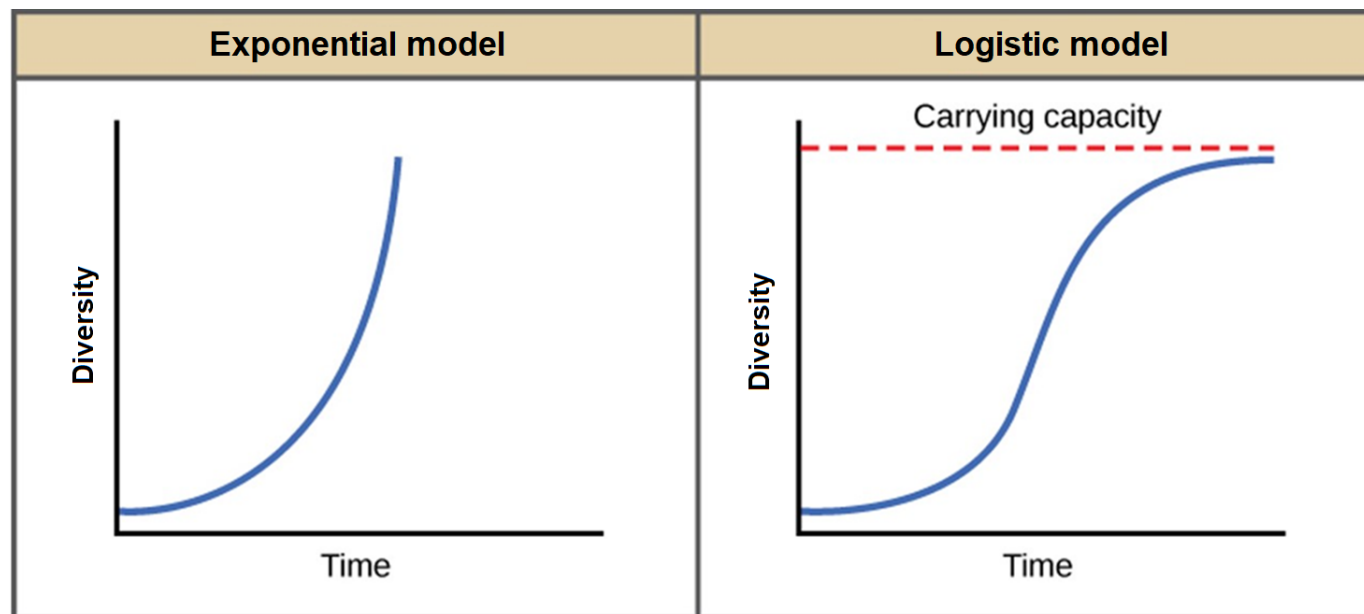 Exponential model
Logistic model
Diversity
Time
Carrying capacity
Diversity
Time